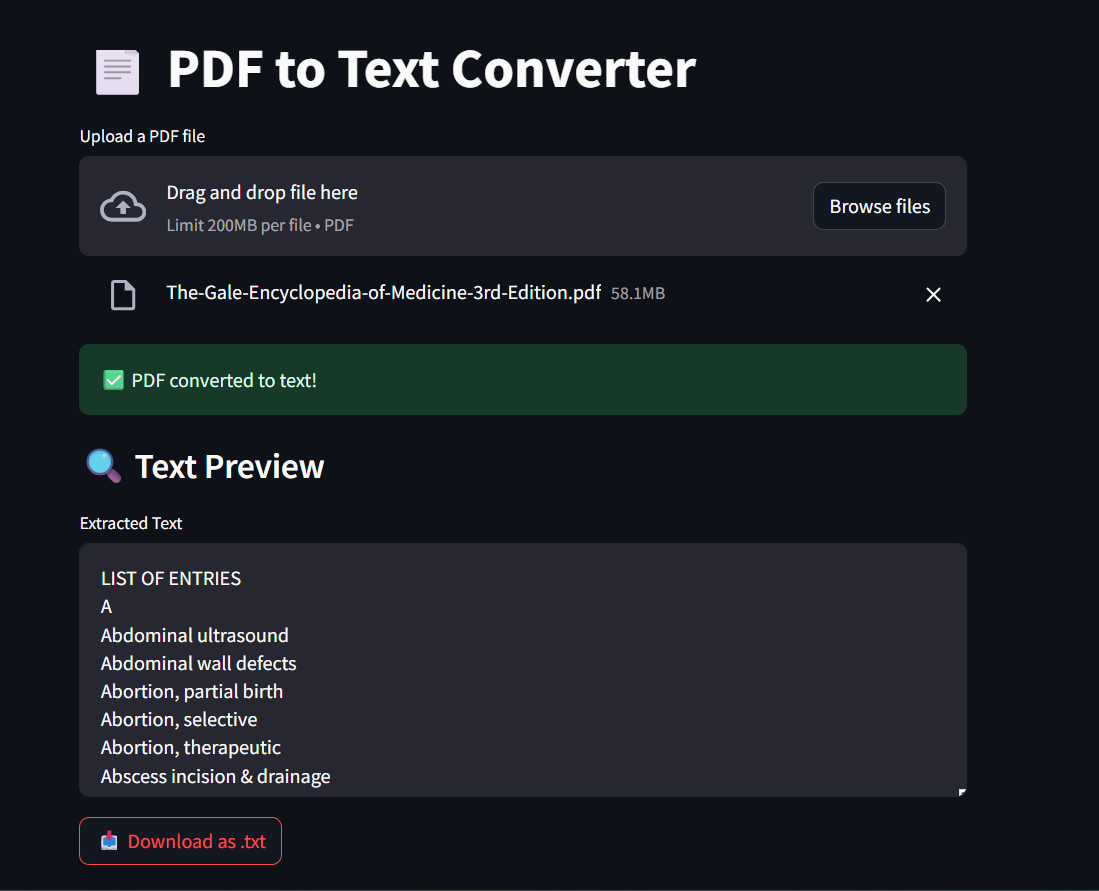 PDF to Text Converter
Upload a PDF file
Drag and drop file here
Limit 200MB per file • PDF
Browse files
The-Gale-Encyclopedia-of-Medicine-3rd-Edition.pdf 58.1MB
PDF converted to text!
Text Preview
Extracted Text
LIST OF ENTRIES
A
Abdominal ultrasound
Abdominal wall defects
Abortion, partial birth
Abortion, selective
Abortion, therapeutic
Abscess incision & drainage
Download as .txt